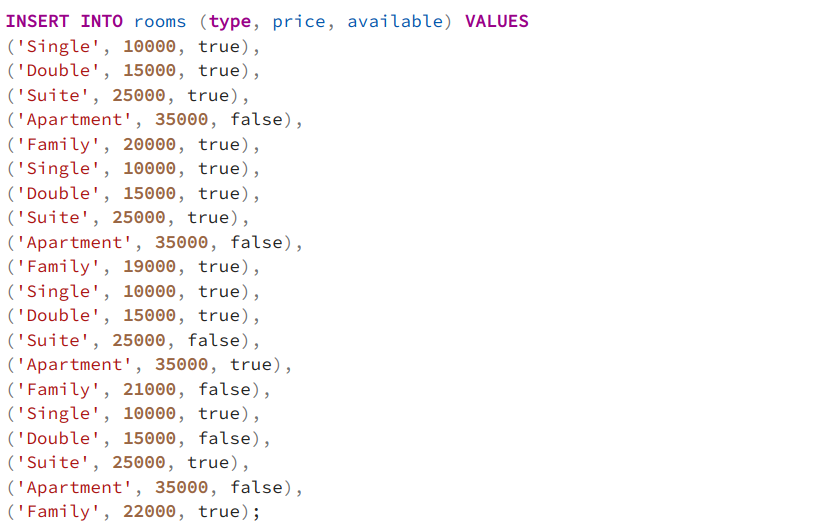 INSERT INTO rooms (type, price, available) VALUES
('Single', 10000, true),
('Double', 15000, true),
('Suite', 25000, true),
('Apartment', 35000, false),
('Family', 20000, true),
('Single', 10000, true),
('Double', 15000, true),
('Suite', 25000, true),
('Apartment', 35000, false),
('Family', 19000, true),
('Single', 10000, true),
('Double', 15000, true),
('Suite', 25000, false),
('Apartment', 35000, true),
('Family', 21000, false),
('Single', 10000, true),
('Double', 15000, false),
('Suite', 25000, true),
('Apartment', 35000, false),
('Family', 22000, true);